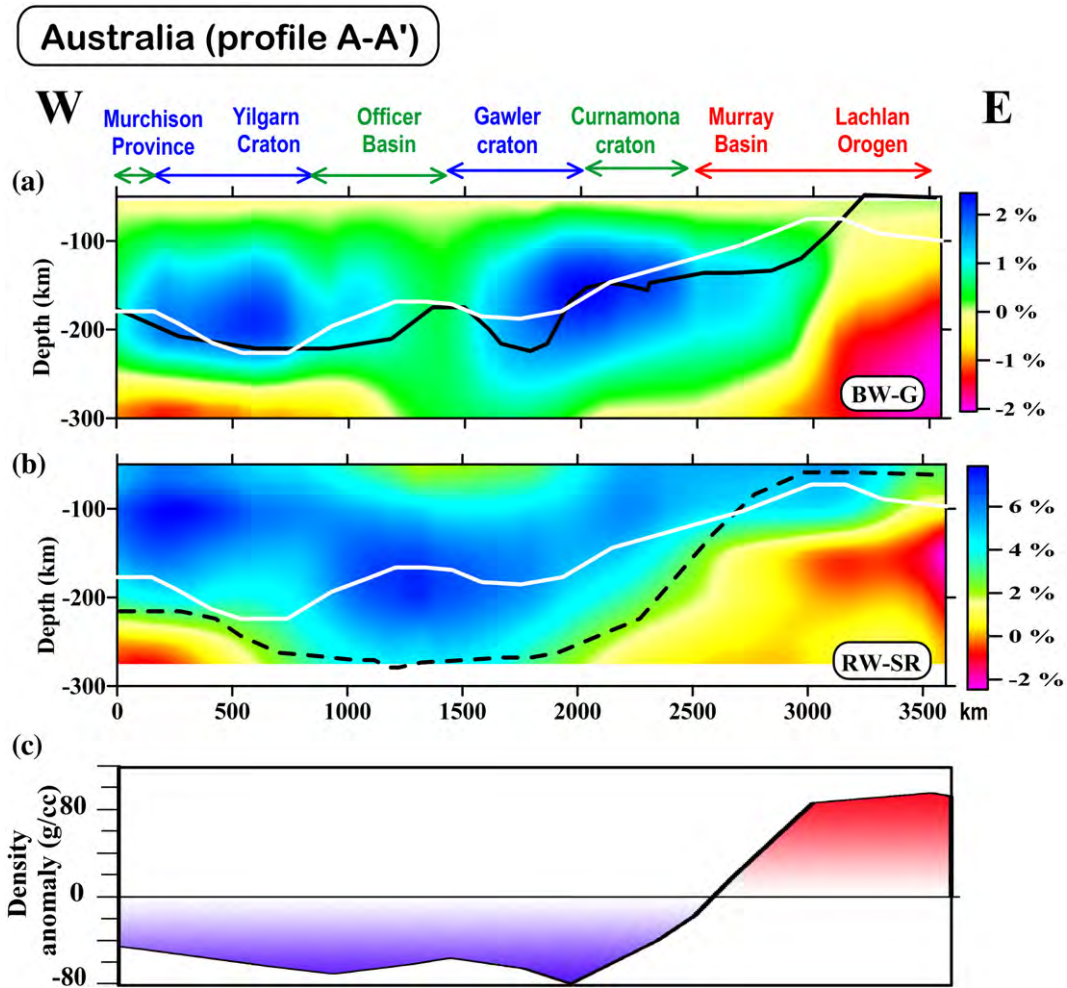 Australia (profile A-A')
W
E
Murchison Province
Yilgarn Craton
Officer Basin
Gawler craton
Curnamona craton
Murray Basin
Lachlan Orogen
(a)
Depth (km)
-100
-200
-300
BW-G
2 %
1 %
0 %
-1 %
-2 %
(b)
Depth (km)
-100
-200
-300
RW-SR
6 %
4 %
2 %
0 %
-2 %
0
500
1000
1500
2000
2500
3000
3500
km
(c)
Density
anomaly (g/cc)
80
0
-80